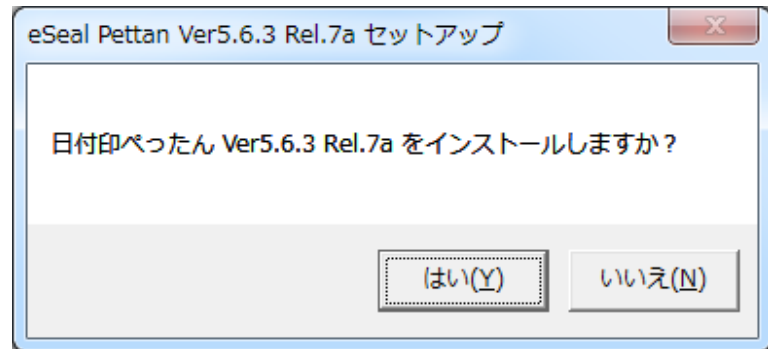 eSeal Pettan Ver5.6.3 Rel.7a セットアップ
日付印ぺったん Ver5.6.3 Rel.7a をインストールしますか？
はい(Y)
いいえ(N)